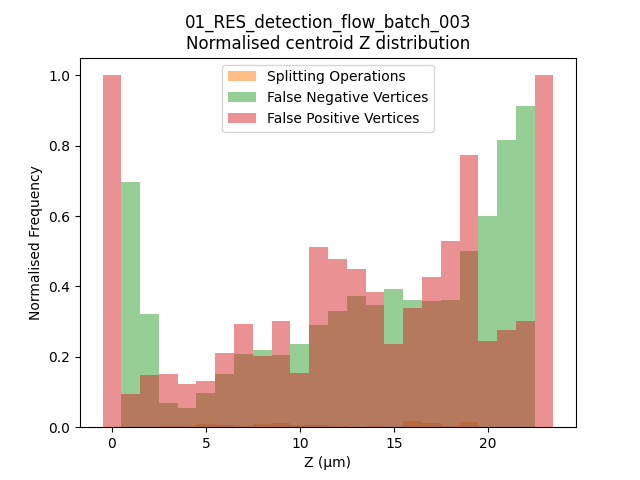 01_RES_detection_flow_batch_003
Normalised centroid Z distribution
Splitting Operations
False Negative Vertices
False Positive Vertices
Normalised Frequency
1.0
0.8
0.6
0.4
0.2
0.0
0
5
10
15
20
Z (μm)